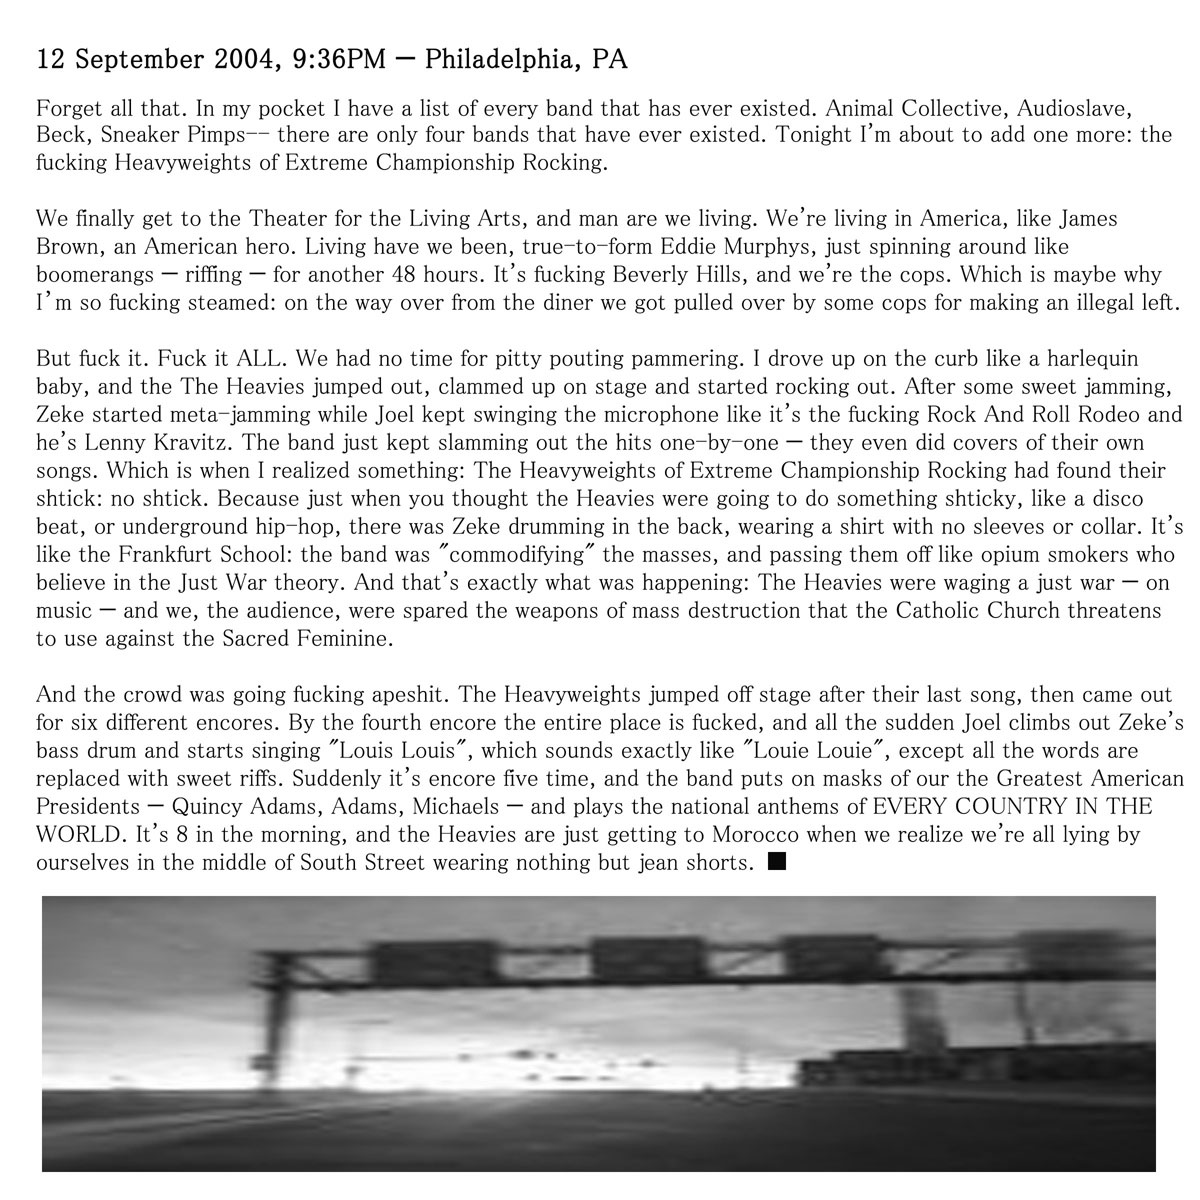 12 September 2004, 9:36PM — Philadelphia, PA
Forget all that. In my pocket I have a list of every band that has ever existed. Animal Collective, Audioslave,
Beck, Sneaker Pimps-- there are only four bands that have ever existed. Tonight I'm about to add one more: the
fucking Heavyweights of Extreme Championship Rocking.
We finally get to the Theater for the Living Arts, and man are we living. We're living in America, like James
Brown, an American hero. Living have we been, true-to-form Eddie Murphys, just spinning around like
boomerangs — riffing — for another 48 hours. It's fucking Beverly Hills, and we're the cops. Which is maybe why
I'm so fucking steamed: on the way over from the diner we got pulled over by some cops for making an illegal left.
But fuck it. Fuck it ALL. We had no time for pitty pouting pammering. I drove up on the curb like a harlequin
baby, and the The Heavies jumped out, clammed up on stage and started rocking out. After some sweet jamming,
Zeke started meta-jamming while Joel kept swinging the microphone like it's the fucking Rock And Roll Rodeo and
he's Lenny Kravitz. The band just kept slamming out the hits one-by-one — they even did covers of their own
songs. Which is when I realized something: The Heavyweights of Extreme Championship Rocking had found their
shtick: no shtick. Because just when you thought the Heavies were going to do something shticky, like a disco
beat, or underground hip-hop, there was Zeke drumming in the back, wearing a shirt with no sleeves or collar. It's
like the Frankfurt School: the band was "commodifying" the masses, and passing them off like opium smokers who
believe in the Just War theory. And that's exactly what was happening: The Heavies were waging a just war — on
music — and we, the audience, were spared the weapons of mass destruction that the Catholic Church threatens
to use against the Sacred Feminine.
And the crowd was going fucking apeshit. The Heavyweights jumped off stage after their last song, then came out
for six different encores. By the fourth encore the entire place is fucked, and all the sudden Joel climbs out Zeke's
bass drum and starts singing "Louis Louis", which sounds exactly like "Louie Louie", except all the words are
replaced with sweet riffs. Suddenly it's encore five time, and the band puts on masks of our the Greatest American
Presidents — Quincy Adams, Adams, Michaels — and plays the national anthems of EVERY COUNTRY IN THE
WORLD. It's 8 in the morning, and the Heavies are just getting to Morocco when we realize we're all lying by
ourselves in the middle of South Street wearing nothing but jean shorts. ■